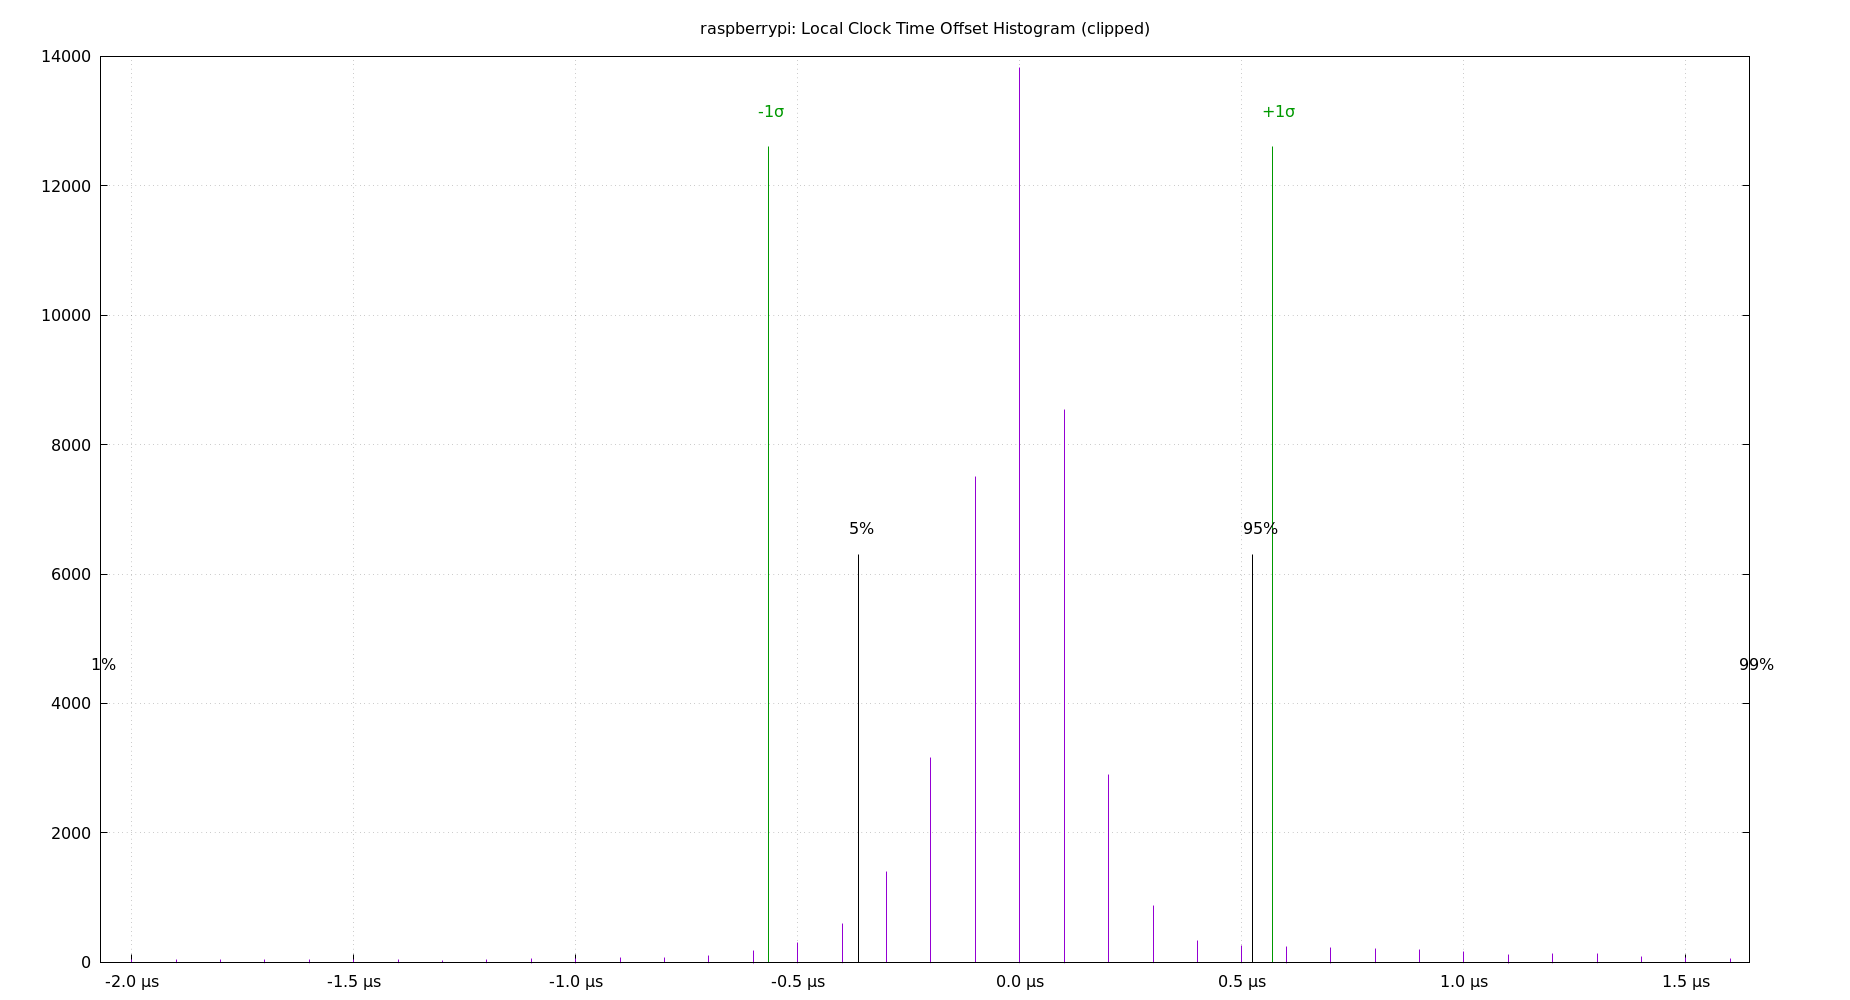 raspberrypi: Local Clock Time Offset Histogram (clipped)
14000
-1σ
+1σ
12000
10000
8000
5%
95%
6000
1%
99%
4000
2000
0
-2.0 µs
-1.5 µs
-1.0 µs
-0.5 µs
0.0 µs
0.5 µs
1.0 µs
1.5 µs